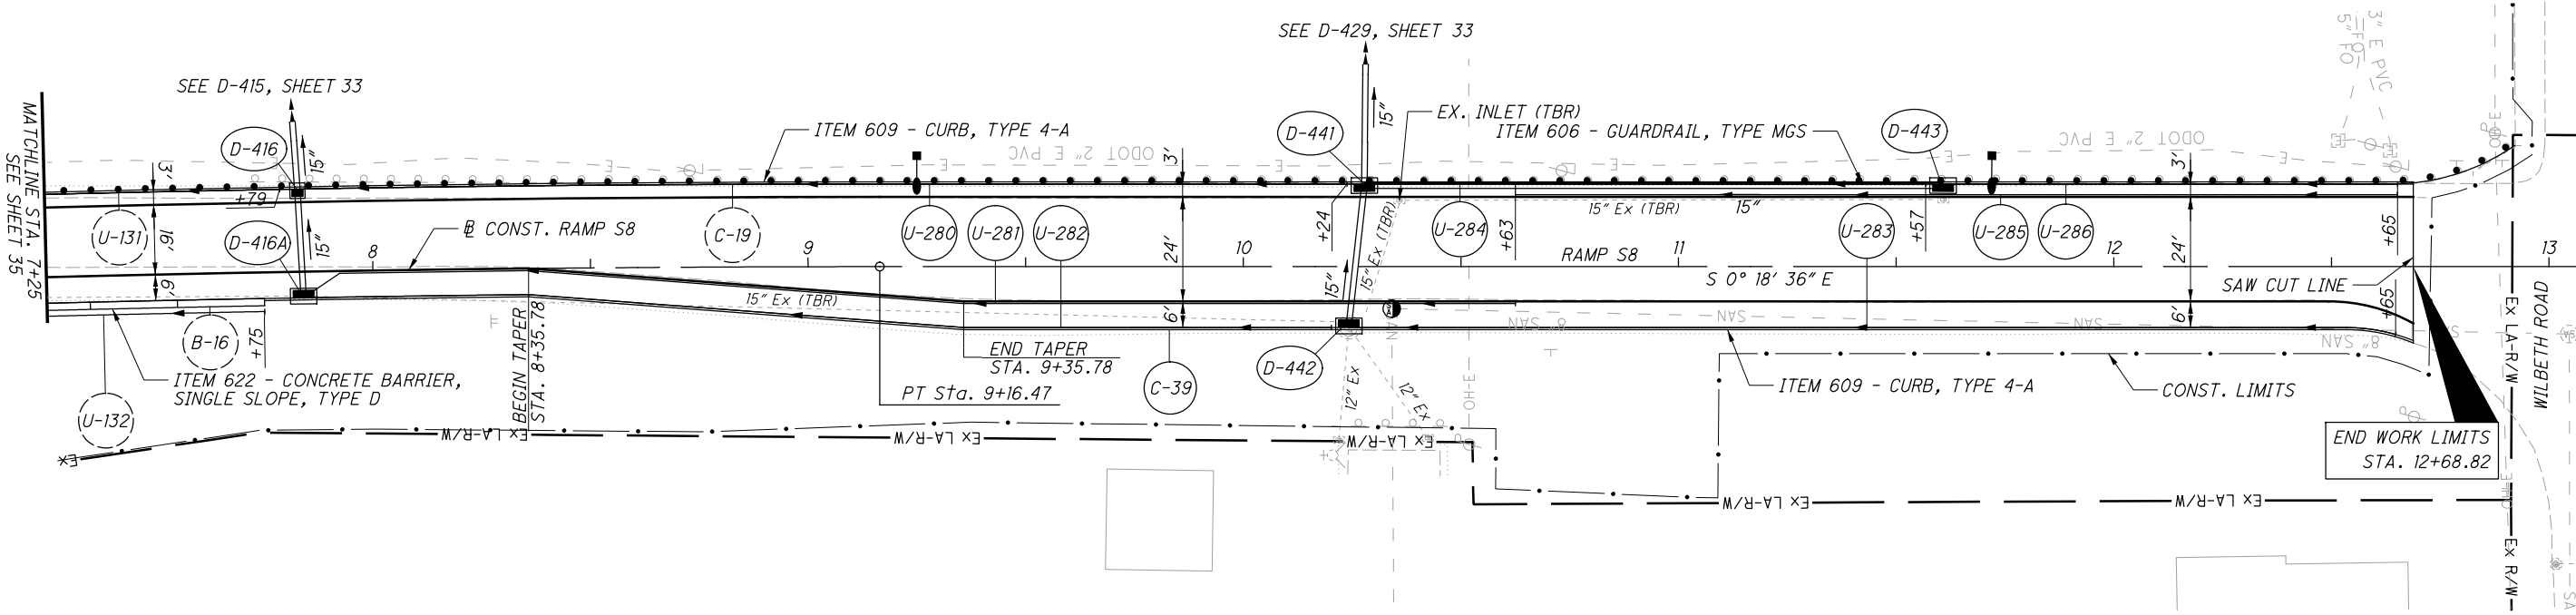 SEE D-429, SHEET 33
SEE D-415, SHEET 33
3" E PVC
5" FO
FO
MATCHLINE STA. 7+25
SEE SHEET 35
D-416
15"
3'
ITEM 609 - CURB, TYPE 4-A
ODOT 2" E PVC
E
E
E
3'
D-441
15"
EX. INLET (TBR)
ITEM 606 - GUARDRAIL, TYPE MGS
D-443
ODOT 2" E PVC
E
E
E
3'
OH-E
+79
U-131
16'
D-416A
15"
8
℄ CONST. RAMP S8
C-19
9
U-280
U-281
U-282
24'
10
+24
15" Ex (TBR)
U-284
+63
15" Ex (TBR)
15"
11
RAMP S8
U-283
+57
U-285
U-286
12
24'
+65
13
S 0° 18' 36" E
SAW CUT LINE
6'
15" Ex (TBR)
15"
6'
SAN
8" SAN
SAN
SAN
6'
+65
8" SAN
B-16
+75
ITEM 622 - CONCRETE BARRIER,
SINGLE SLOPE, TYPE D
U-132
BEGIN TAPER
STA. 8+35.78
END TAPER
STA. 9+35.78
PT Sta. 9+16.47
C-39
D-442
12" Ex
12" Ex
OH-E
ITEM 609 - CURB, TYPE 4-A
CONST. LIMITS
Ex LA-R/W
WILBETH ROAD
END WORK LIMITS
STA. 12+68.82
Ex
Ex LA-R/W
Ex LA-R/W
Ex LA-R/W
Ex LA-R/W
Ex LA-R/W
OH-E
Ex R/W